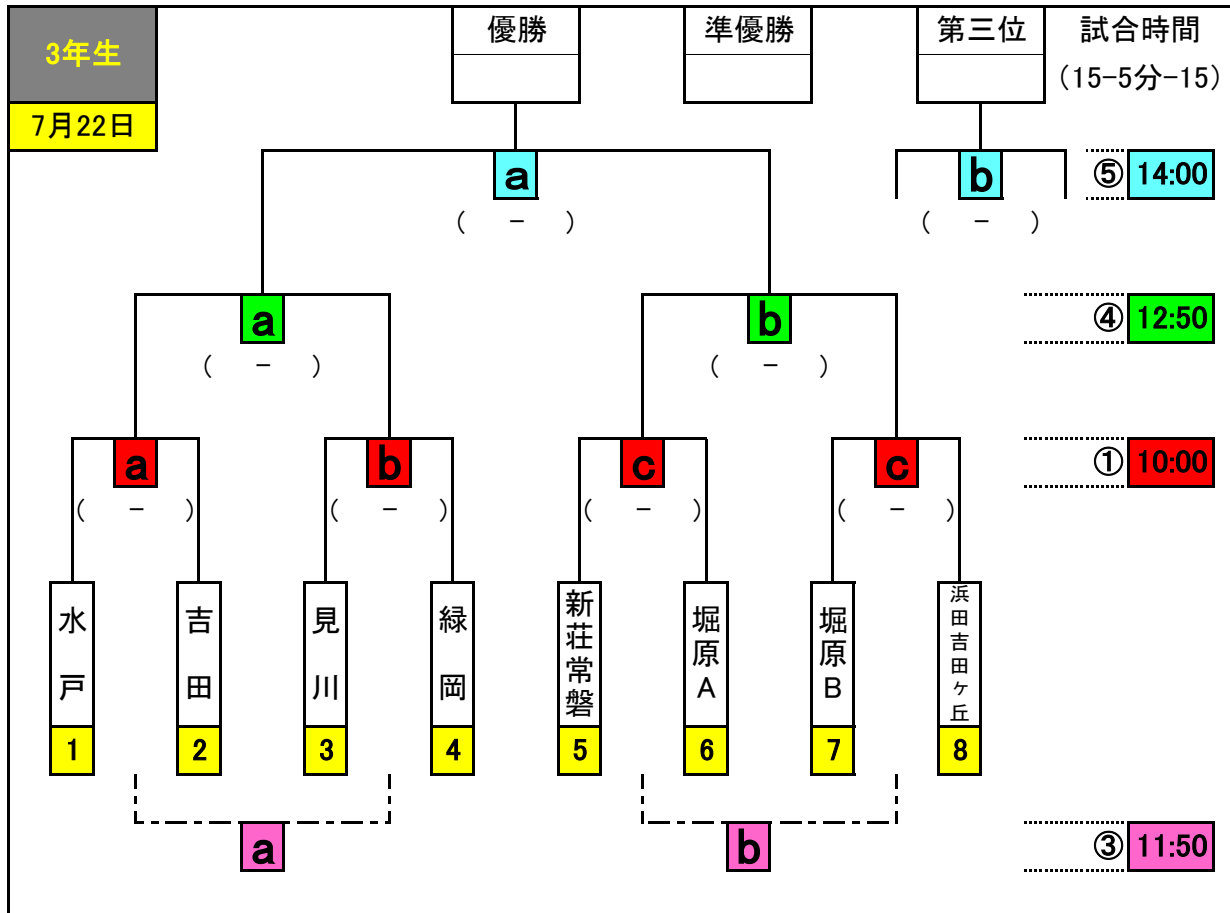 3年生
7月22日
優勝
準優勝
第三位
試合時間
(15-5分-15)
a
b
⑤ 14:00
( - )
( - )
a
b
④ 12:50
( - )
( - )
a
b
c
c
① 10:00
( - )
( - )
( - )
( - )
水戸
吉田
見川
緑岡
新荘常磐
堀原A
堀原B
浜田吉田ヶ丘
1
2
3
4
5
6
7
8
a
b
③ 11:50